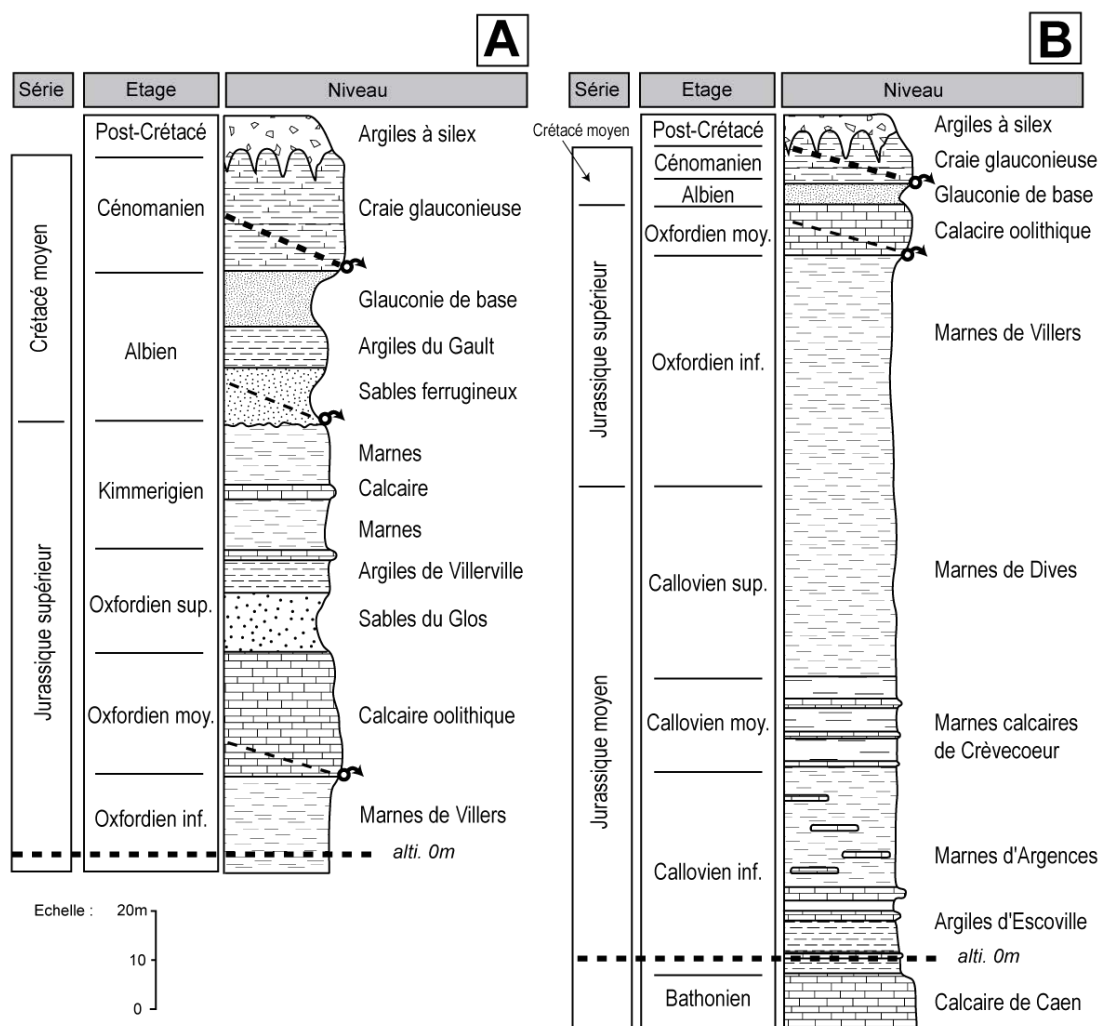 A
Série
Etage
Niveau
Post-Crétacé
Argiles à silex
Crétacé moyen
Cénomanien
Craie glauconieuse
Glauconie de base
Albien
Argiles du Gault
Sables ferrugineux
Jurassique supérieur
Kimmerigien
Marnes
Calcaire
Marnes
Argiles de Villerville
Oxfordien sup.
Sables du Glos
Oxfordien moy.
Calcaire oolithique
Oxfordien inf.
Marnes de Villers
alti. 0m
Echelle :
20m
10
0
B
Série
Etage
Niveau
Crétacé moyen
Post-Crétacé
Argiles à silex
Cénomanien
Craie glauconieuse
Albien
Glauconie de base
Jurassique supérieur
Oxfordien moy.
Calacire oolithique
Oxfordien inf.
Marnes de Villers
Jurassique moyen
Callovien sup.
Marnes de Dives
Callovien moy.
Marnes calcaires
de Crèvecoeur
Callovien inf.
Marnes d'Argences
Argiles d'Escoville
alti. 0m
Bathonien
Calcaire de Caen